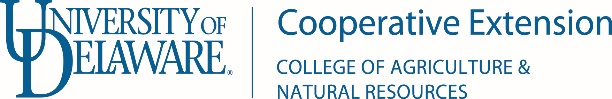 UNIVERSITY OF
DELAWARE®
Cooperative Extension
COLLEGE OF AGRICULTURE &
NATURAL RESOURCES